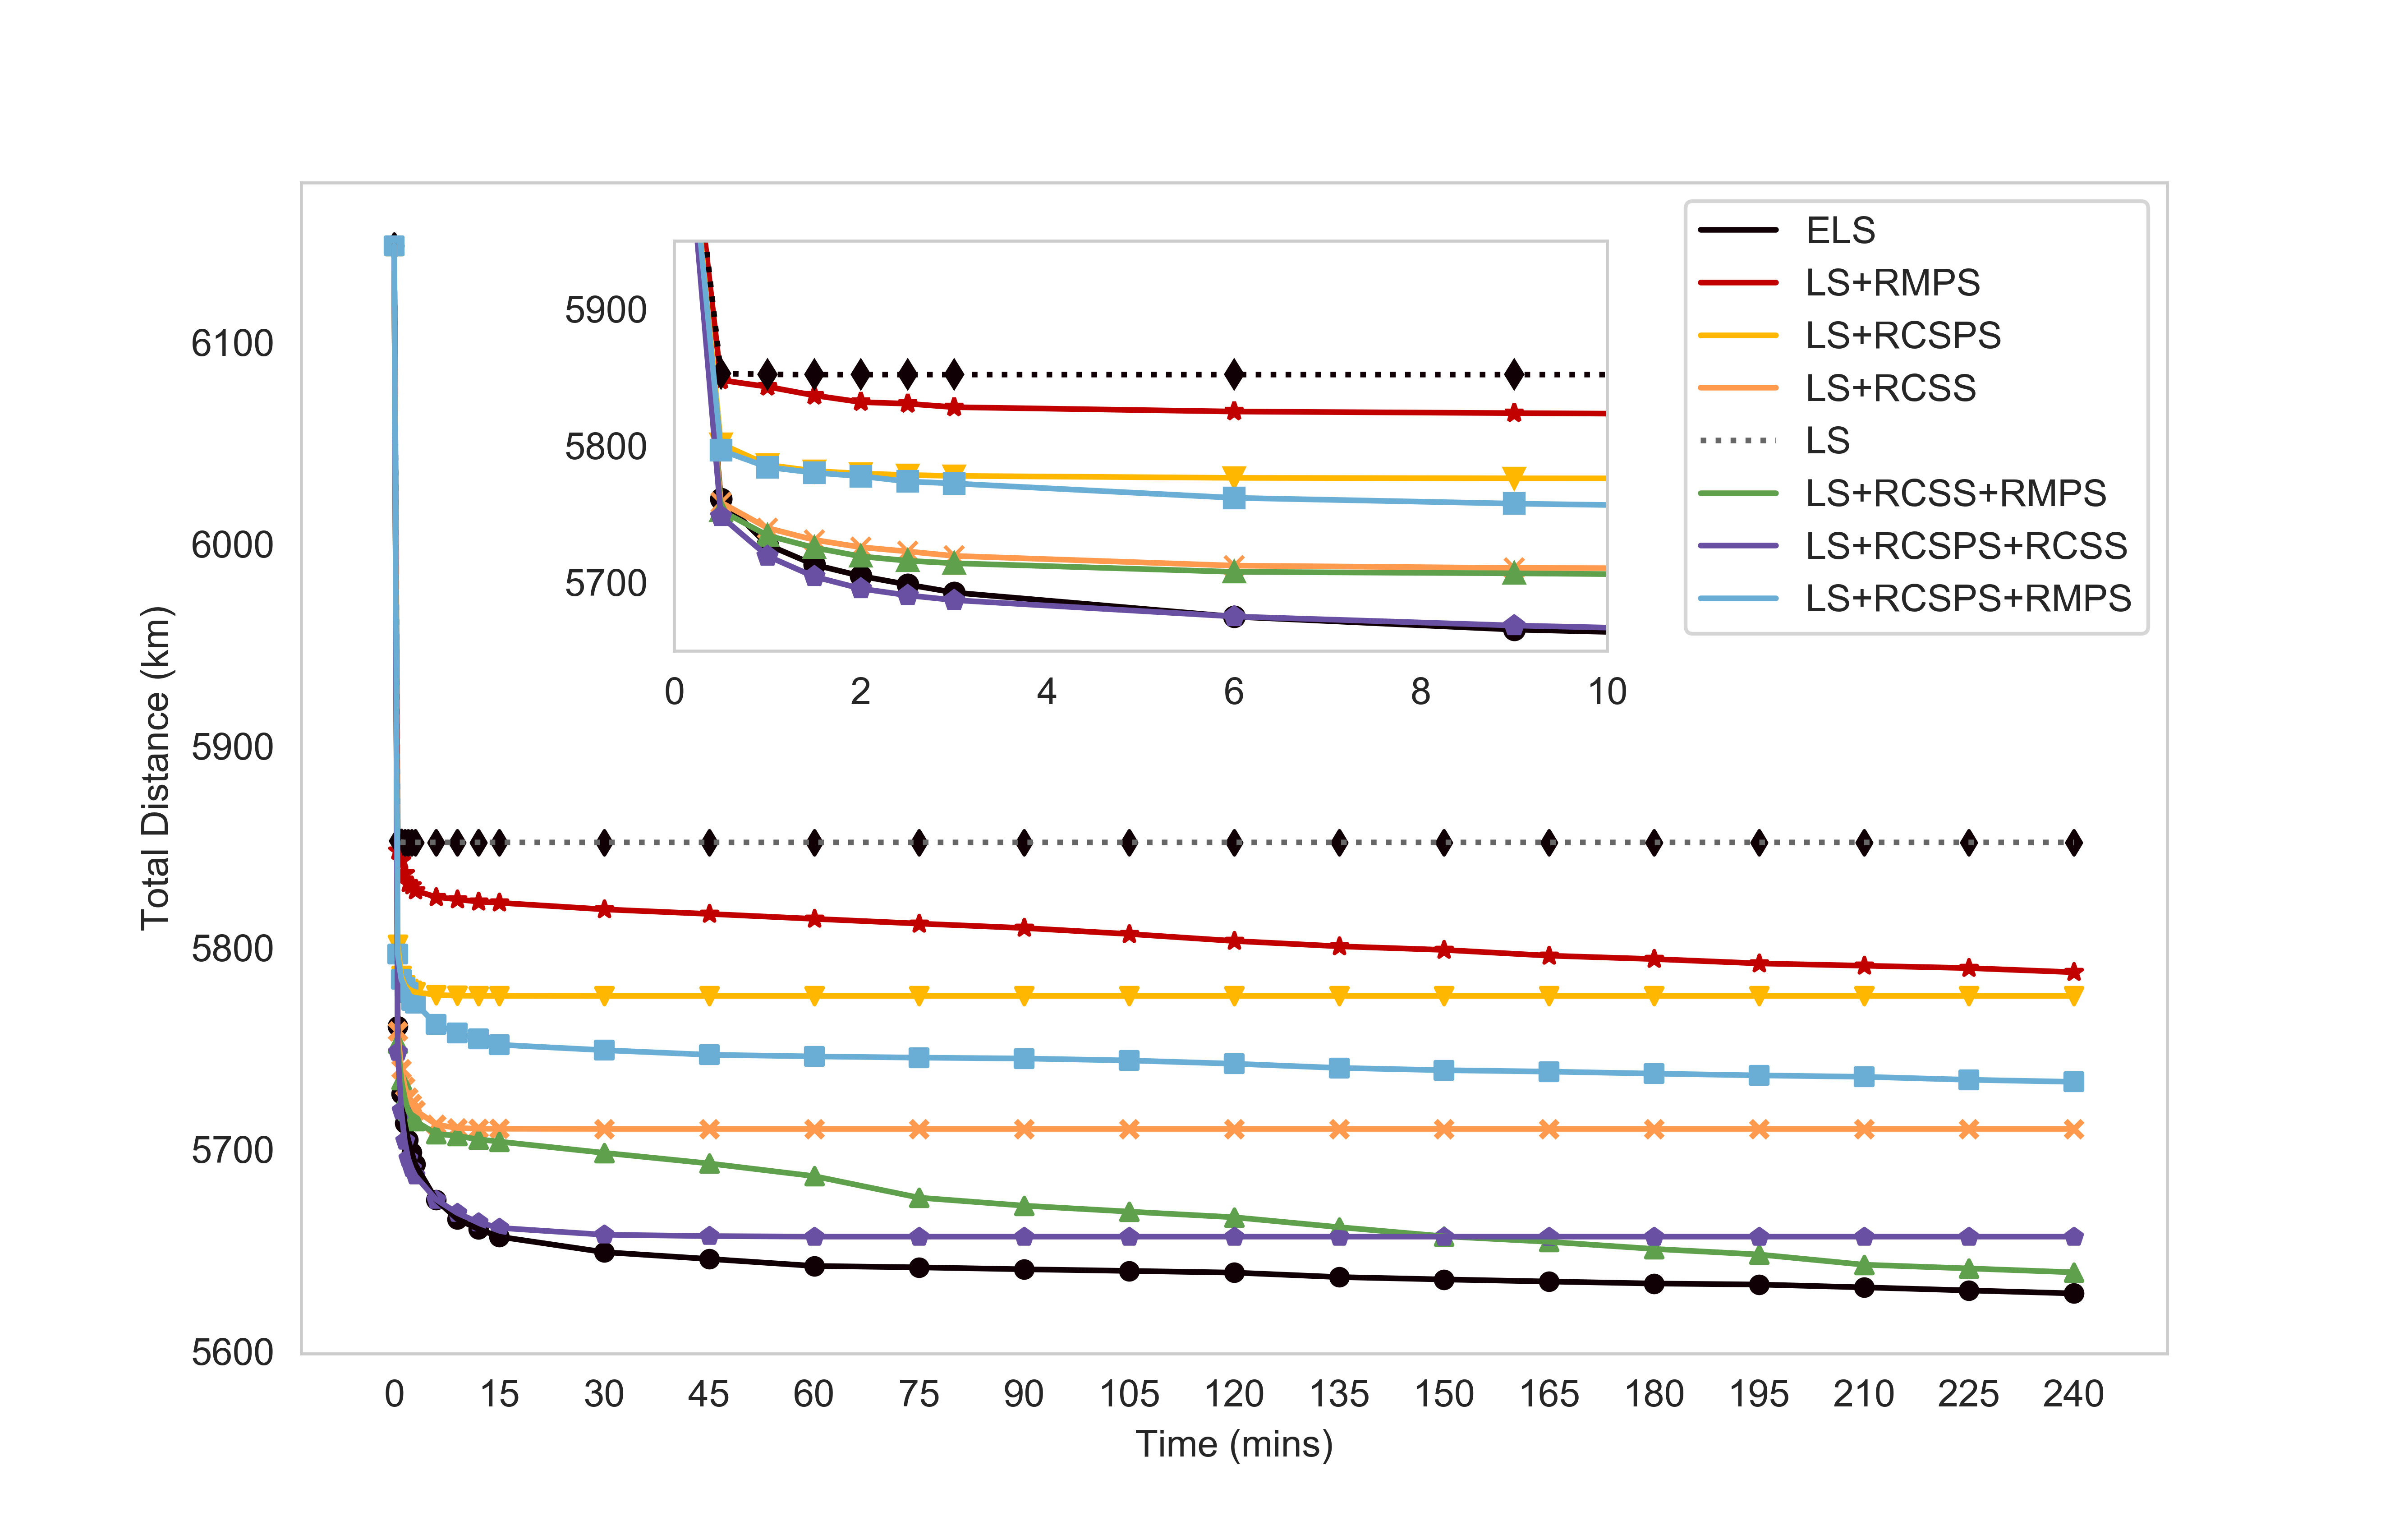 ELS
LS+RMPS
LS+RCSPS
LS+RCSS
LS
LS+RCSS+RMPS
LS+RCSPS+RCSS
LS+RCSPS+RMPS
5900
5800
5700
0 2 4 6 8 10
6100
6000
5900
5800
5700
5600
Total Distance (km)
0 15 30 45 60 75 90 105 120 135 150 165 180 195 210 225 240
Time (mins)